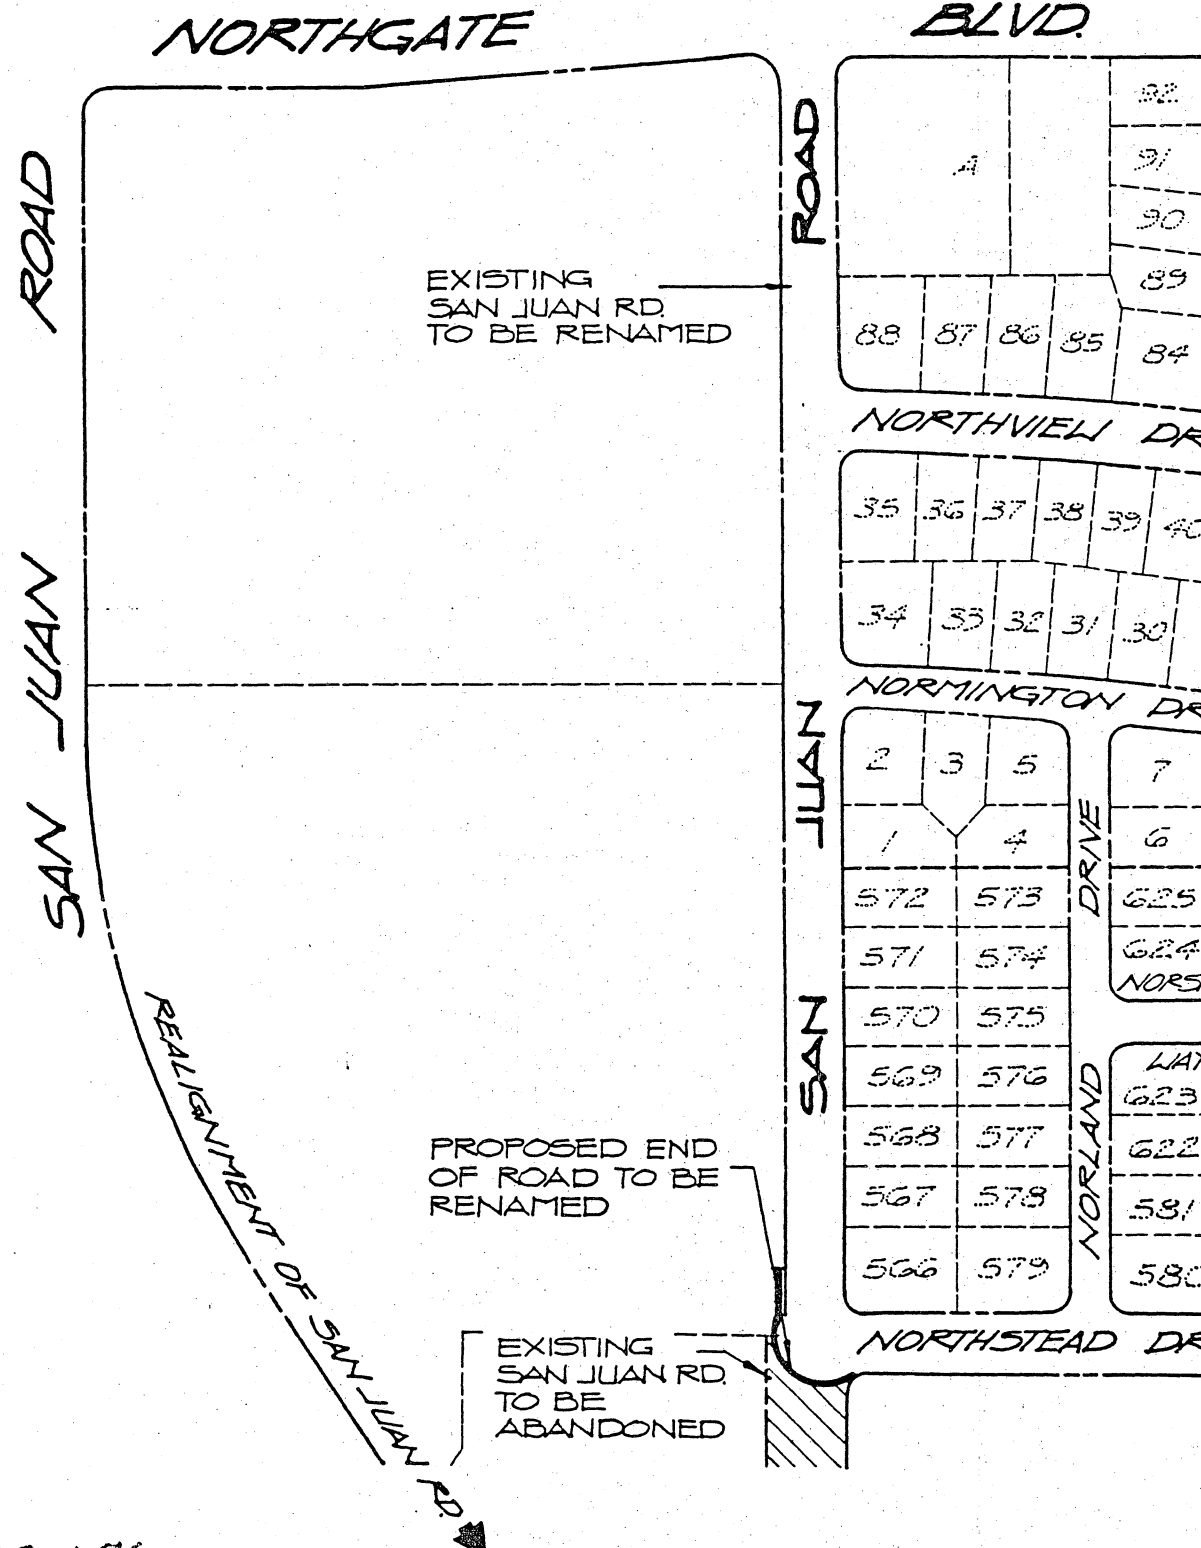 NORTHGATE BLVD.
SAN JUAN ROAD
SAN JUAN ROAD
92
91
90
89
A
88 87 86 85 84
EXISTING
SAN JUAN RD.
TO BE RENAMED
NORTHVIEW DR
35 36 37 38 39 40
34 33 32 31 30
NORMINGTON DR
2 3 5 7
1 4 6
572 573 625
571 574 624
NORS
570 575
WAY
569 576 623
568 577 622
567 578 581
566 579 580
NORLAND DRIVE
REALIGNMENT OF SAN JUAN RD.
PROPOSED END
OF ROAD TO BE
RENAMED
NORTHSTEAD DR
EXISTING
SAN JUAN RD.
TO BE
ABANDONED